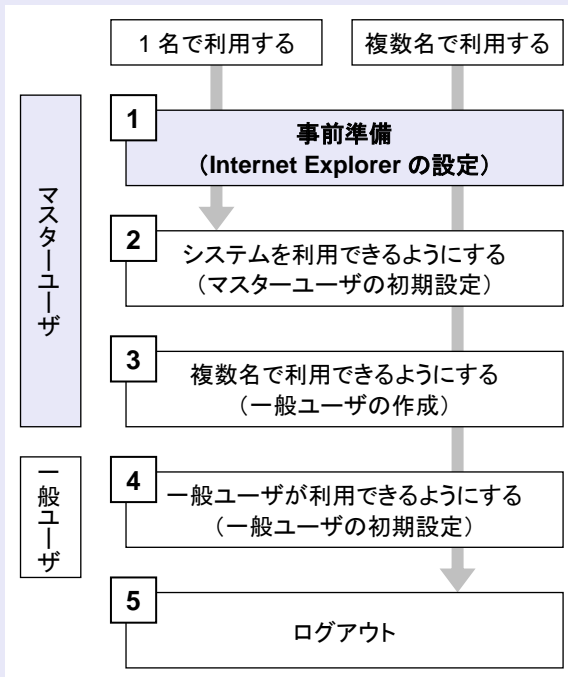 1 名で利用する
複数名で利用する
マスターユーザ
1
事前準備
（Internet Explorer の設定）
2
システムを利用できるようにする
（マスターユーザの初期設定）
3
複数名で利用できるようにする
（一般ユーザの作成）
一般ユーザ
4
一般ユーザが利用できるようにする
（一般ユーザの初期設定）
5
ログアウト